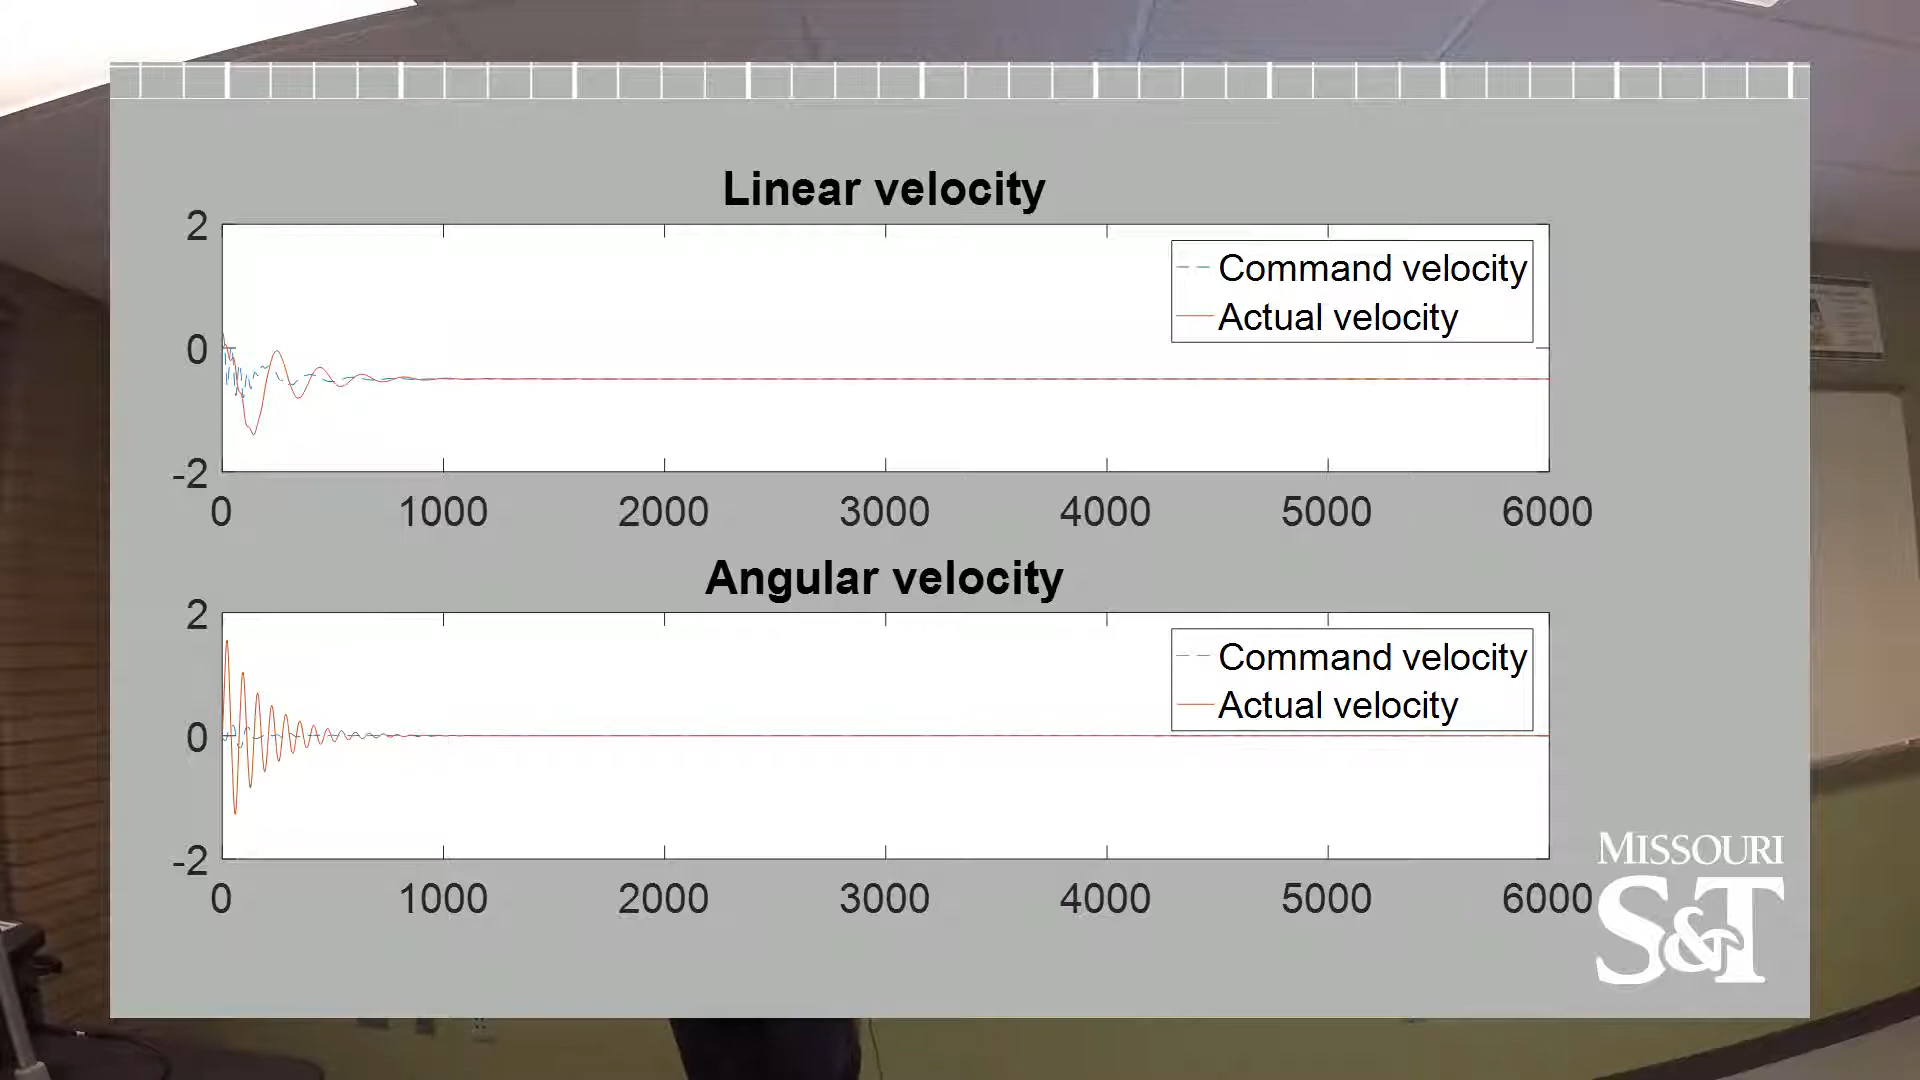 Linear velocity
2
0
-2
Command velocity
Actual velocity
0 1000 2000 3000 4000 5000 6000
Angular velocity
2
0
-2
Command velocity
Actual velocity
0 1000 2000 3000 4000 5000 6000
MISSOURI
S&T